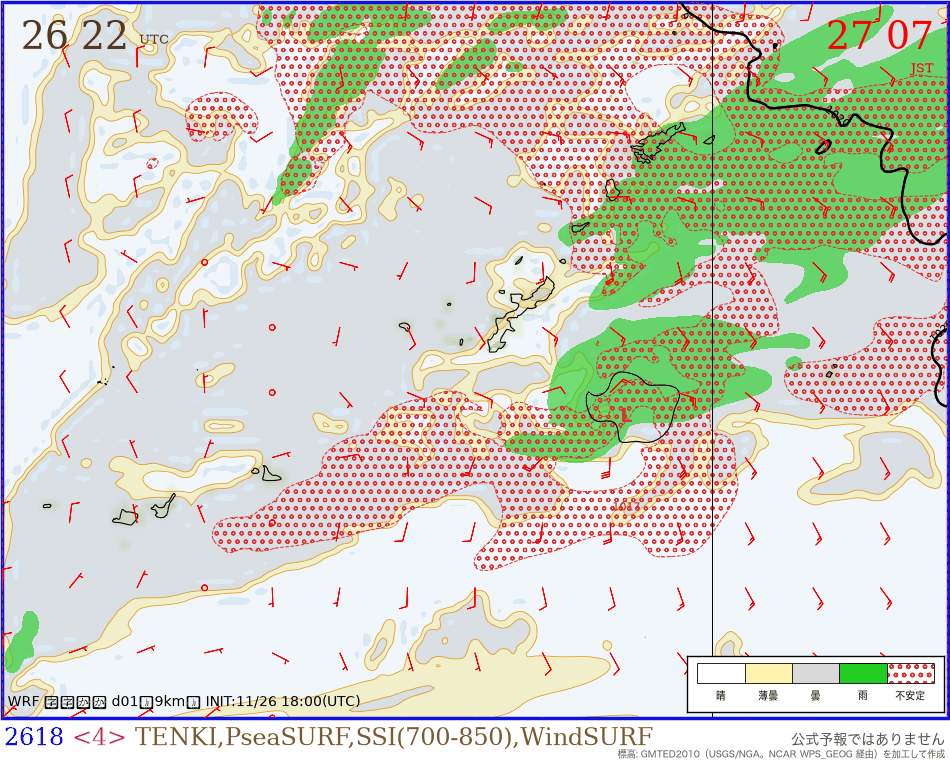 26 22 UTC
27 07
JST
L
晴 薄曇 曇 雨 不安定
WRF d01 9km INIT:11/26 18:00(UTC)
2618 <4> TENKI,PseaSURF,SSI(700-850),WindSURF
公式予報ではありません
標高: GMTED2010（USGS/NGA。NCAR WPS_GEOG 経由）を加工して作成